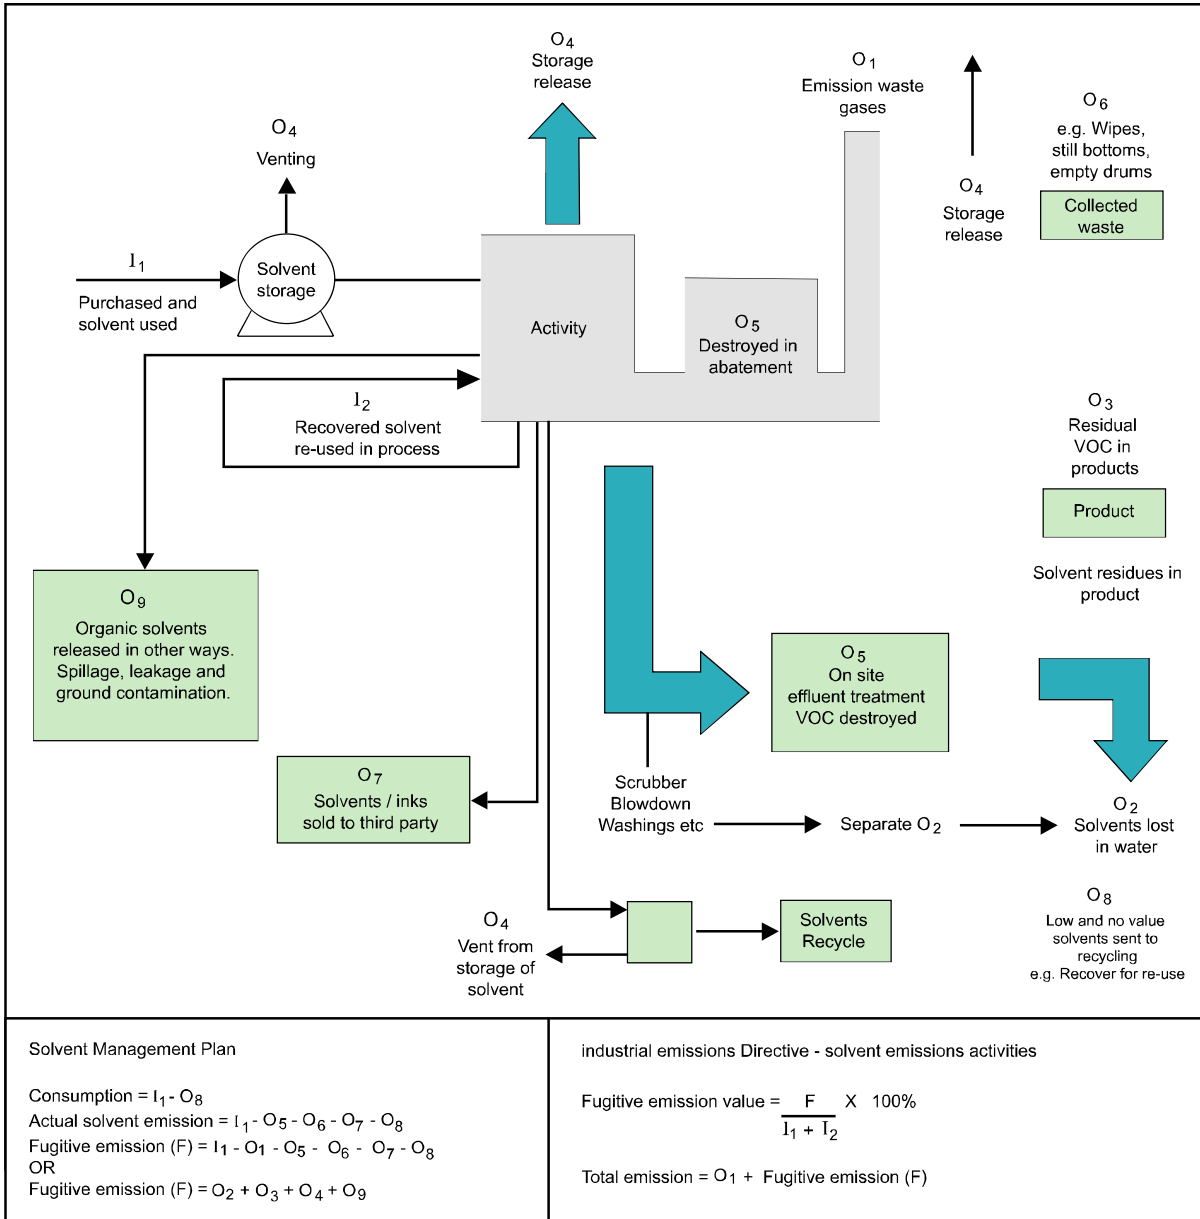 O4
Storage
release
O1
Emission waste
gases
O6
e.g. Wipes,
still bottoms,
empty drums
Collected
waste
O4
Storage
release
O4
Venting
I1
Purchased and
solvent used
Solvent
storage
Activity
O5
Destroyed in
abatement
I2
Recovered solvent
re-used in process
O3
Residual
VOC in
products
Product
Solvent residues in
product
O9
Organic solvents
released in other ways.
Spillage, leakage and
ground contamination.
O5
On site
effluent treatment
VOC destroyed
O7
Solvents / inks
sold to third party
Scrubber
Blowdown
Washings etc
Separate O2
O2
Solvents lost
in water
O4
Vent from
storage of
solvent
Solvents
Recycle
O8
Low and no value
solvents sent to
recycling
e.g. Recover for re-use
Solvent Management Plan
Consumption = I1 - O8
Actual solvent emission = I1 - O5 - O6 - O7 - O8
Fugitive emission (F) = I1 - O1 - O5 - O6 - O7 - O8
OR
Fugitive emission (F) = O2 + O3 + O4 + O9
industrial emissions Directive - solvent emissions activities
Fugitive emission value = F X 100%
I1 + I2
Total emission = O1 + Fugitive emission (F)